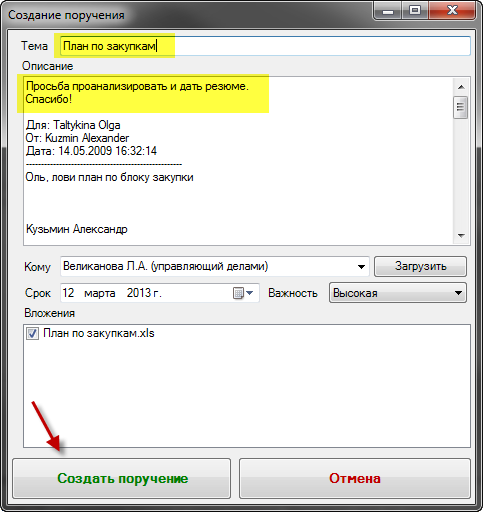 Создание поручения
Тема План по закупкам
Описание
Просьба проанализировать и дать резюме.
Спасибо!
Для: Taltykina Olga
От: Kuzmin Alexander
Дата: 14.05.2009 16:32:14
----------------------------------------------------
Оль, лови план по блоку закупки
Кузьмин Александр
Кому Великанова Л.А. (управляющий делами) Загрузить
Срок 12 марта 2013 г. Важность Высокая
Вложения
План по закупкам.xls
Создать поручение Отмена